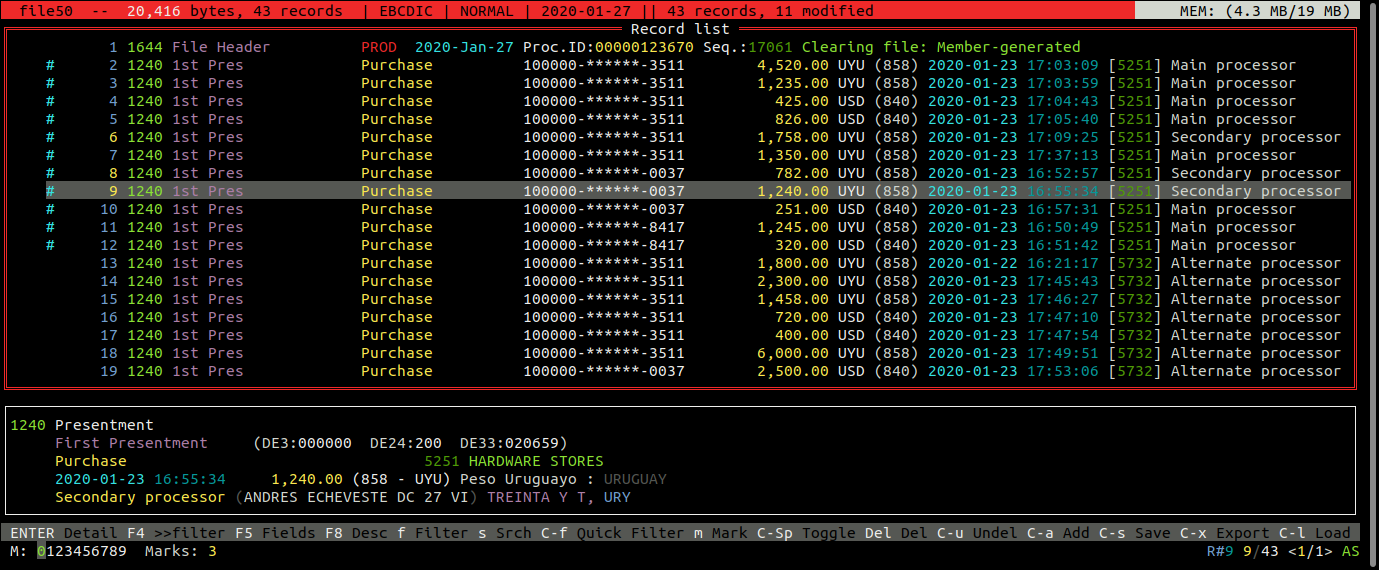 file50  --  20,416 bytes, 43 records  | EBCDIC | NORMAL | 2020-01-27 || 43 records, 11 modified MEM: (4.3 MB/19 MB)
Record list
1 1644 File Header PROD 2020-Jan-27 Proc.ID:00000123670 Seq.:17061 Clearing file: Member-generated
# 2 1240 1st Pres Purchase 100000-******-3511 4,520.00 UYU (858) 2020-01-23 17:03:09 [5251] Main processor
# 3 1240 1st Pres Purchase 100000-******-3511 1,235.00 UYU (858) 2020-01-23 17:03:59 [5251] Main processor
# 4 1240 1st Pres Purchase 100000-******-3511 425.00 USD (840) 2020-01-23 17:04:43 [5251] Main processor
# 5 1240 1st Pres Purchase 100000-******-3511 826.00 USD (840) 2020-01-23 17:05:40 [5251] Main processor
# 6 1240 1st Pres Purchase 100000-******-3511 1,758.00 UYU (858) 2020-01-23 17:09:25 [5251] Secondary processor
# 7 1240 1st Pres Purchase 100000-******-3511 1,350.00 UYU (858) 2020-01-23 17:37:13 [5251] Main processor
# 8 1240 1st Pres Purchase 100000-******-0037 782.00 UYU (858) 2020-01-23 16:52:57 [5251] Secondary processor
# 9 1240 1st Pres Purchase 100000-******-0037 1,240.00 UYU (858) 2020-01-23 16:55:34 [5251] Secondary processor
# 10 1240 1st Pres Purchase 100000-******-0037 251.00 USD (840) 2020-01-23 16:57:31 [5251] Main processor
# 11 1240 1st Pres Purchase 100000-******-8417 1,245.00 UYU (858) 2020-01-23 16:50:49 [5251] Main processor
# 12 1240 1st Pres Purchase 100000-******-8417 320.00 USD (840) 2020-01-23 16:51:42 [5251] Main processor
13 1240 1st Pres Purchase 100000-******-3511 1,800.00 UYU (858) 2020-01-22 16:21:17 [5732] Alternate processor
14 1240 1st Pres Purchase 100000-******-3511 2,300.00 UYU (858) 2020-01-23 17:45:43 [5732] Alternate processor
15 1240 1st Pres Purchase 100000-******-3511 1,458.00 UYU (858) 2020-01-23 17:46:27 [5732] Alternate processor
16 1240 1st Pres Purchase 100000-******-3511 720.00 USD (840) 2020-01-23 17:47:10 [5732] Alternate processor
17 1240 1st Pres Purchase 100000-******-3511 400.00 USD (840) 2020-01-23 17:47:54 [5732] Alternate processor
18 1240 1st Pres Purchase 100000-******-3511 6,000.00 UYU (858) 2020-01-23 17:49:51 [5732] Alternate processor
19 1240 1st Pres Purchase 100000-******-0037 2,500.00 USD (840) 2020-01-23 17:53:06 [5732] Alternate processor
1240 Presentment
First Presentment (DE3:000000 DE24:200 DE33:020659)
Purchase 5251 HARDWARE STORES
2020-01-23 16:55:34 1,240.00 (858 - UYU) Peso Uruguayo : URUGUAY
Secondary processor (ANDRES ECHEVESTE DC 27 VI) TREINTA Y T, URY
ENTER Detail F4 >>filter F5 Fields F8 Desc f Filter s Srch C-f Quick Filter m Mark C-Sp Toggle Del Del C-u Undel C-a Add C-s Save C-x Export C-l Load
M: 0123456789 Marks: 3 R#9 9/43 <1/1> AS